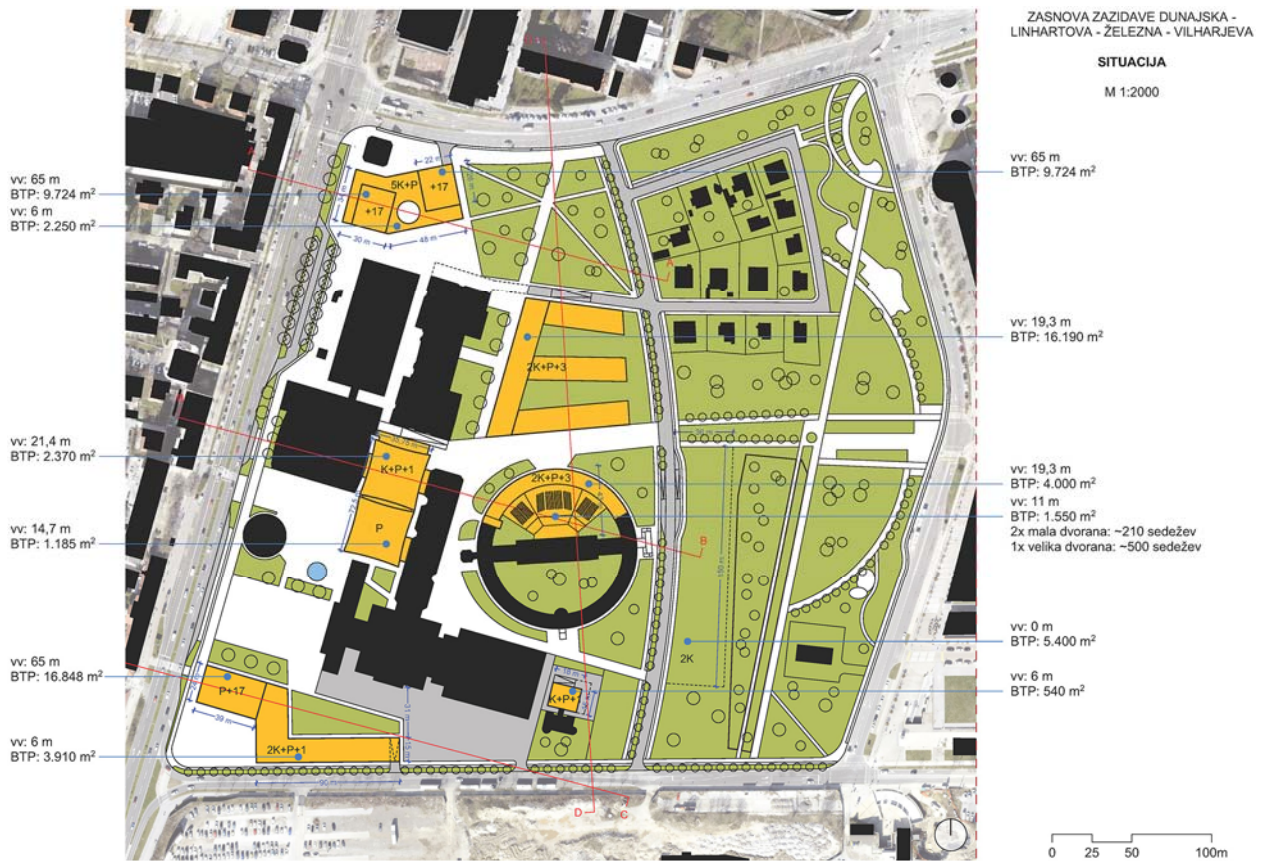 ZASNOVA ZAZIDAVE DUNAJSKA -
LINHARTOVA - ŽELEZNA - VILHARJEVA
SITUACIJA
M 1:2000
vv: 65 m
BTP: 9.724 m²
vv: 6 m
BTP: 2.250 m²
vv: 21,4 m
BTP: 2.370 m²
vv: 14,7 m
BTP: 1.185 m²
vv: 65 m
BTP: 16.848 m²
vv: 6 m
BTP: 3.910 m²
22 m
5K+P
+17
+17
30 m
48 m
A
2K+P+3
K+P+1
P
2K+P+3
B
150 m
2K
18 m
K+P+1
P+17
39 m
31 m
15 m
2K+P+1
90 m
D
C
vv: 65 m
BTP: 9.724 m²
vv: 19,3 m
BTP: 16.190 m²
vv: 19,3 m
BTP: 4.000 m²
vv: 11 m
BTP: 1.550 m²
2x mala dvorana: ~210 sedežev
1x velika dvorana: ~500 sedežev
vv: 0 m
BTP: 5.400 m²
vv: 6 m
BTP: 540 m²
0 25 50 100m